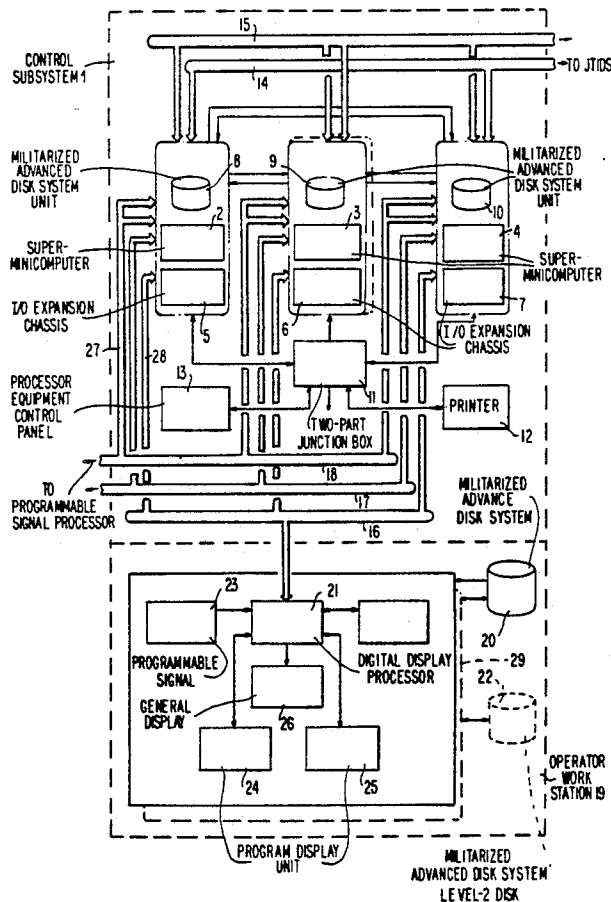 15
CONTROL
SUBSYSTEM 1
TO JTIDS
14
MILITARIZED
ADVANCED
DISK SYSTEM
UNIT
8
9
MILITARIZED
ADVANCED
DISK SYSTEM
UNIT
10
2
3
4
SUPER-
MINICOMPUTER
SUPER-
MINICOMPUTER
I/O EXPANSION
CHASSIS
5
6
7
I/O EXPANSION
CHASSIS
27
28
13
11
PROCESSOR
EQUIPMENT
CONTROL
PANEL
TWO-PART
JUNCTION BOX
PRINTER
12
TO
PROGRAMMABLE
SIGNAL PROCESSOR
18
17
16
MILITARIZED
ADVANCE
DISK SYSTEM
20
23
21
PROGRAMMABLE
SIGNAL
DIGITAL DISPLAY
PROCESSOR
29
22
GENERAL
DISPLAY
26
24
25
OPERATOR
WORK
STATION 19
PROGRAM DISPLAY
UNIT
MILITARIZED
ADVANCED DISK SYSTEM
LEVEL-2 DISK